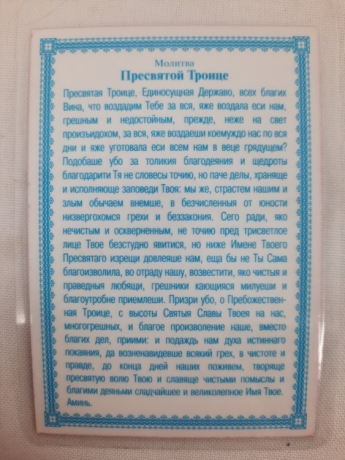 Молитва
Пресвятой Троице
Пресвятая Троице, Единосущная Державо, всех благих
Вина, что воздадим Тебе за вся, яже воздала еси нам,
грешным и недостойным, прежде, неже на свет
произыдохом, за вся, яже воздаеши коемуждо нас по вся
дни и яже уготовала еси всем нам в веце грядущем?
Подобаше убо за толикия благодеяния и щедроты
благодарити Тя не словесы точию, но паче делы, храняще
и исполняюще заповеди Твоя: мы же, страстем нашим и
злым обычаем внемше, в безчисленныя от юности
низвергохомся грехи и беззакония. Сего ради, яко
нечистым и оскверненным, не точию пред трисветлое
лице Твое безстудно явитися, но ниже Имене Твоего
Пресвятаго изрещи довлеяше нам, еща бы не Ты Сама
благоизволила, во отраду нашу, возвестити, яко чистыя и
праведныя любящи, грешники кающияся милуеши и
благоутробне приемлеши. Призри убо, о Пребожествен-
ная Троице, с высоты Святыя Славы Твоея на нас,
многогрешных, и благое произволение наше, вместо
благих дел, приими: и подаждь нам духа истиннаго
покаяния, да возненавидевше всякий грех, в чистоте и
правде, до конца дней наших поживем, творяще
пресвятую волю Твою и славяще чистыми помыслы и
благими деяньми сладчайшее и великолепное Имя Твое.
Аминь.